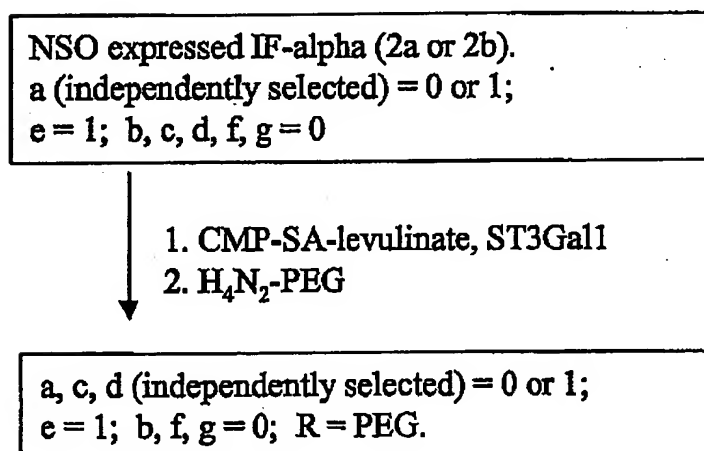 NSO expressed IF-alpha (2a or 2b).
a (independently selected) = 0 or 1;
e = 1; b, c, d, f, g = 0
1. CMP-SA-levulinate, ST3Gal1
2. H₄N₂-PEG
a, c, d (independently selected) = 0 or 1;
e = 1; b, f, g = 0; R = PEG.